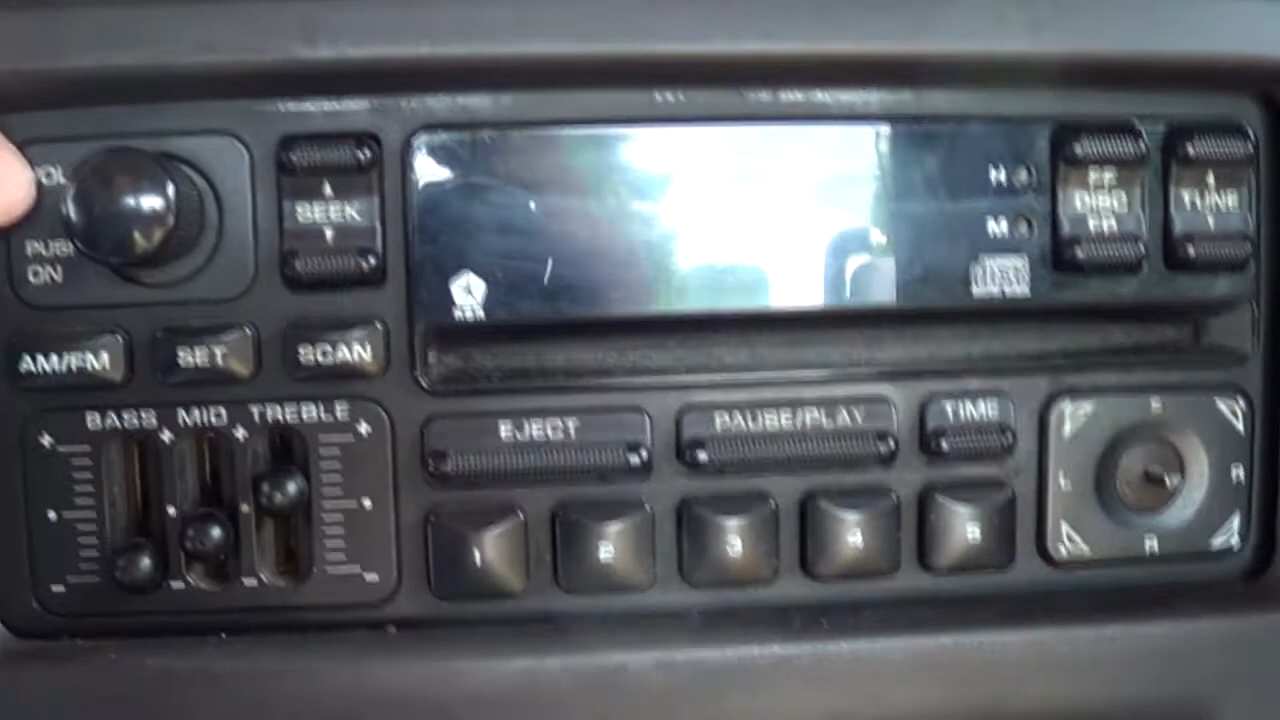 VOL
PUSH
ON
SEEK
H
M
FF
DISC
FR
TUNE
AM/FM
SET
SCAN
BASS MID TREBLE
EJECT
PAUSE/PLAY
TIME
1
2
3
4
5
L
R
R